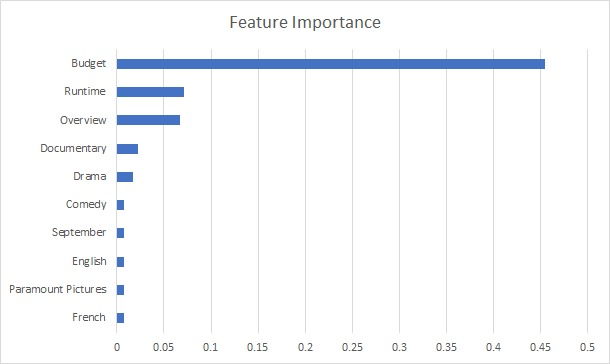 Feature Importance
Budget
Runtime
Overview
Documentary
Drama
Comedy
September
English
Paramount Pictures
French
0 0.05 0.1 0.15 0.2 0.25 0.3 0.35 0.4 0.45 0.5